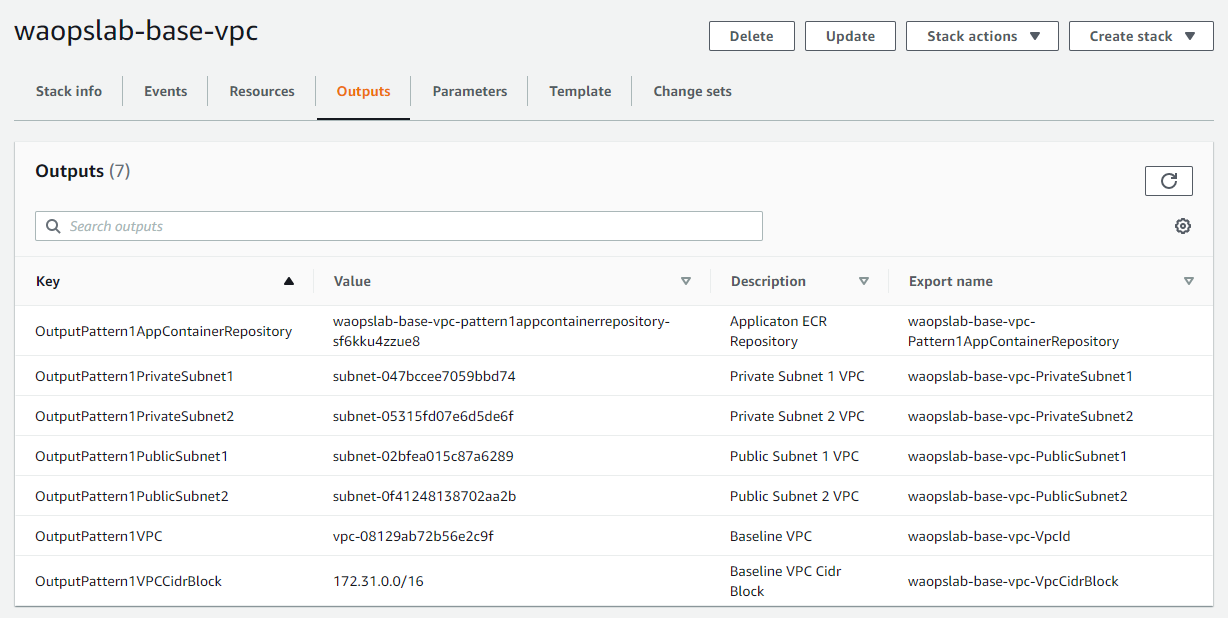 waopslab-base-vpc
Delete
Update
Stack actions
Create stack
Stack info
Events
Resources
Outputs
Parameters
Template
Change sets
Outputs (7)
Search outputs
Key
Value
Description
Export name
OutputPattern1AppContainerRepository
waopslab-base-vpc-pattern1appcontainerrepository-
sf6kku4zzue8
Applicaton ECR
Repository
waopslab-base-vpc-
Pattern1AppContainerRepository
OutputPattern1PrivateSubnet1
subnet-047bccee7059bbd74
Private Subnet 1 VPC
waopslab-base-vpc-PrivateSubnet1
OutputPattern1PrivateSubnet2
subnet-05315fd07e6d5de6f
Private Subnet 2 VPC
waopslab-base-vpc-PrivateSubnet2
OutputPattern1PublicSubnet1
subnet-02bfea015c87a6289
Public Subnet 1 VPC
waopslab-base-vpc-PublicSubnet1
OutputPattern1PublicSubnet2
subnet-0f41248138702aa2b
Public Subnet 2 VPC
waopslab-base-vpc-PublicSubnet2
OutputPattern1VPC
vpc-08129ab72b56e2c9f
Baseline VPC
waopslab-base-vpc-VpcId
OutputPattern1VPCCidrBlock
172.31.0.0/16
Baseline VPC Cidr
Block
waopslab-base-vpc-VpcCidrBlock